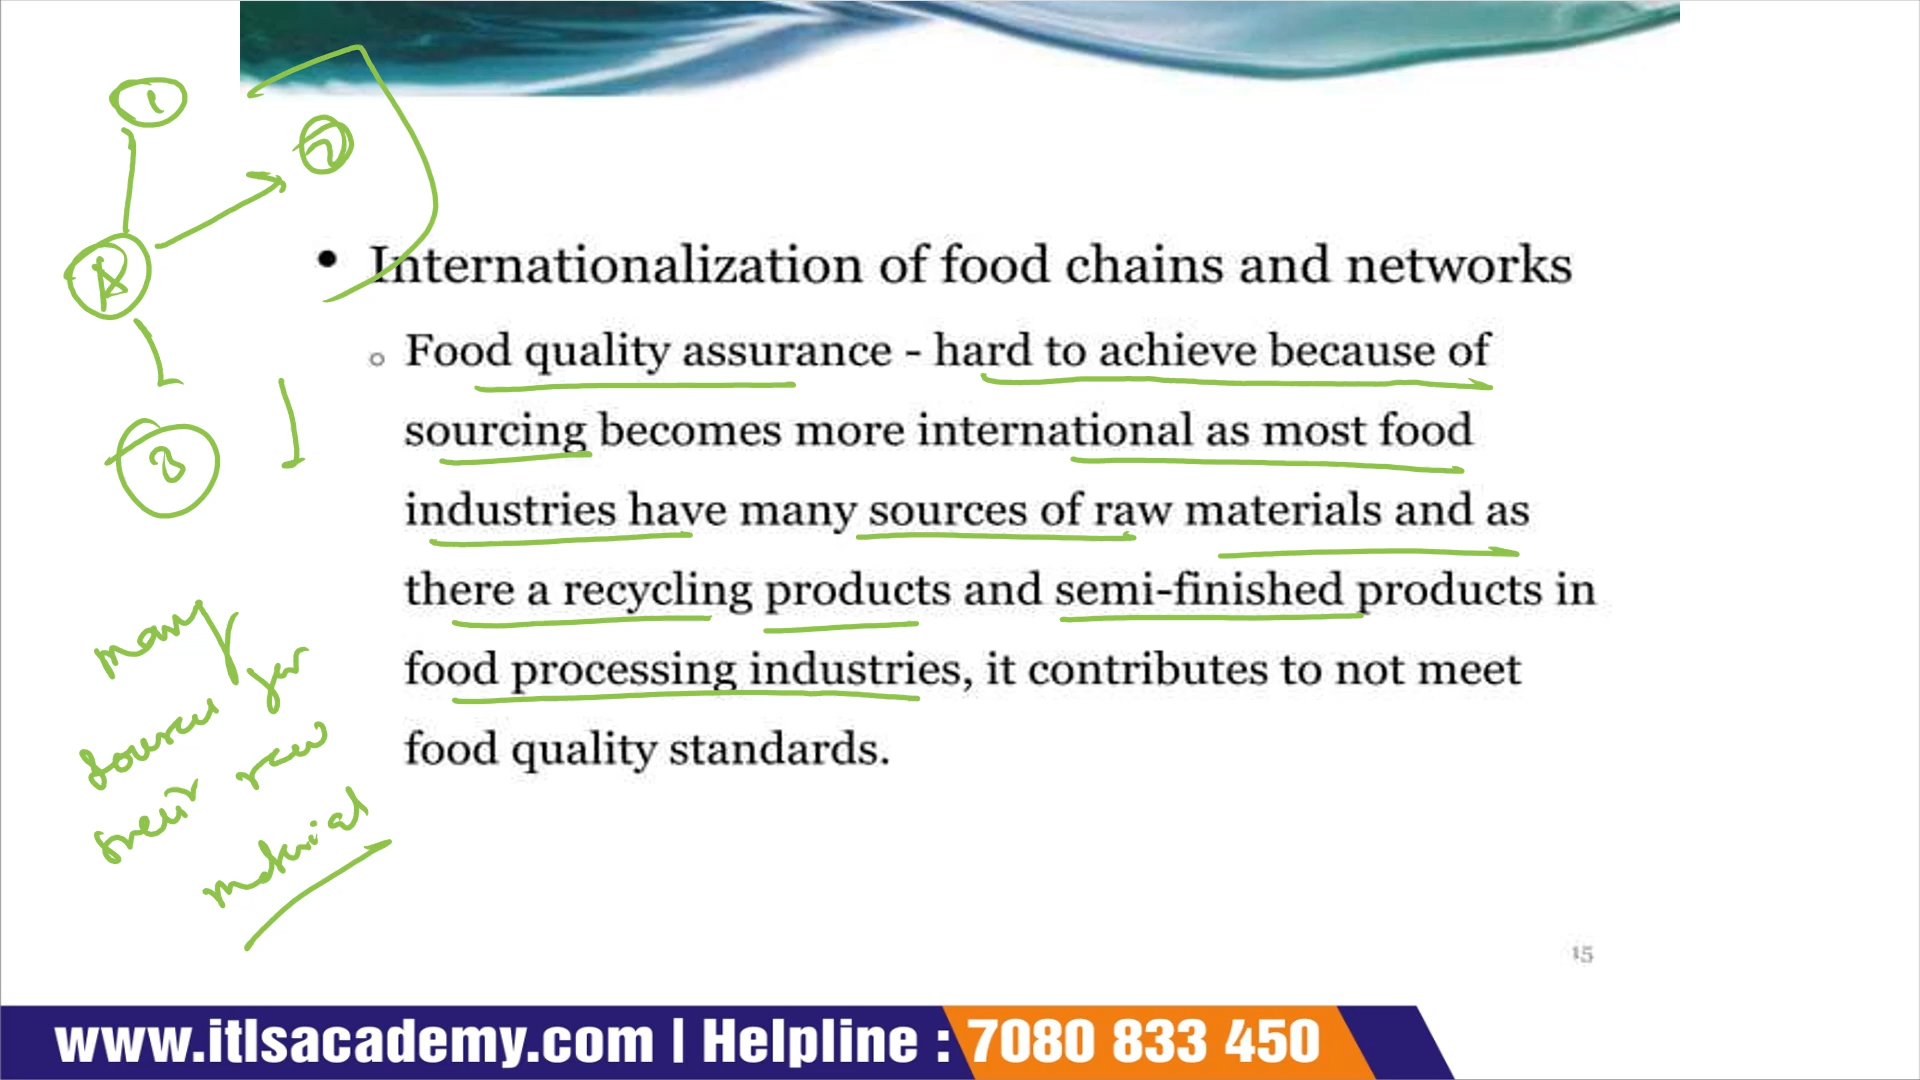 1
2
A
3
• Internationalization of food chains and networks
o Food quality assurance - hard to achieve because of
sourcing becomes more international as most food
industries have many sources of raw materials and as
there a recycling products and semi-finished products in
food processing industries, it contributes to not meet
food quality standards.
many
sources for
their raw
material
15
www.itlsacademy.com | Helpline : 7080 833 450